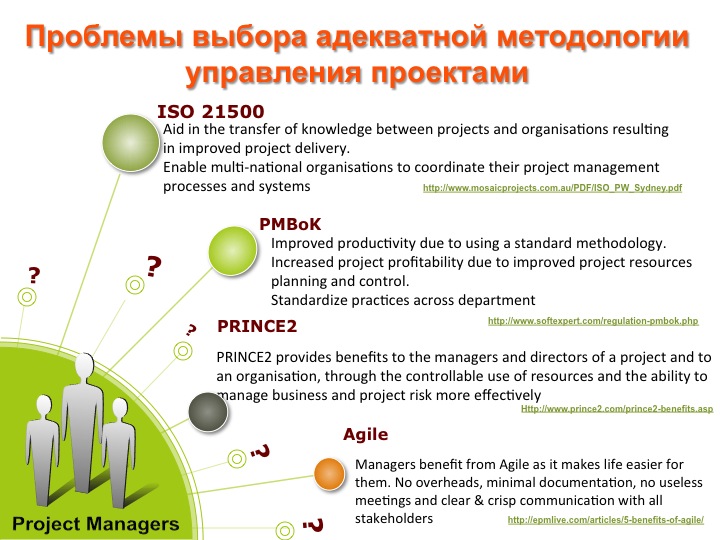 Проблемы выбора адекватной методологии
управления проектами
ISO 21500
Aid in the transfer of knowledge between projects and organisations resulting
in improved project delivery.
Enable multi-national organisations to coordinate their project management
processes and systems
http://www.mosaicprojects.com.au/PDF/ISO_PW_Sydney.pdf
PMBoK
Improved productivity due to using a standard methodology.
Increased project profitability due to improved project resources
planning and control.
Standardize practices across department
http://www.softexpert.com/regulation-pmbok.php
?
?
?
PRINCE2
PRINCE2 provides benefits to the managers and directors of a project and to
an organisation, through the controllable use of resources and the ability to
manage business and project risk more effectively
Http://www.prince2.com/prince2-benefits.asp
Agile
?
Managers benefit from Agile as it makes life easier for
them. No overheads, minimal documentation, no useless
meetings and clear & crisp communication with all
stakeholders
http://epmlive.com/articles/5-benefits-of-agile/
?
Project Managers